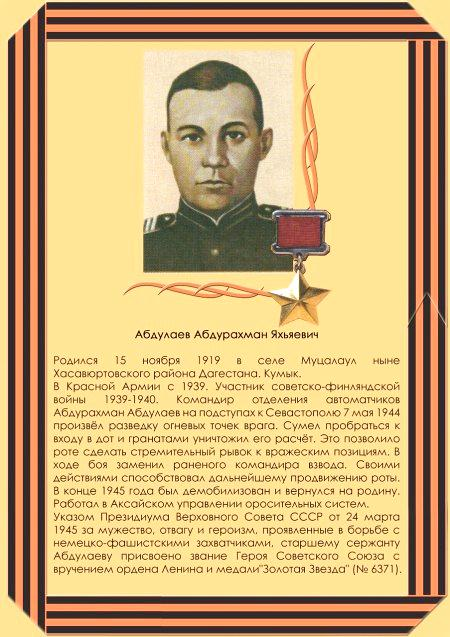 Абдулаев Абдурахман Яхьяевич
Родился 15 ноября 1919 в селе Муцалаул ныне
Хасавюртовского района Дагестана. Кумык.
В Красной Армии с 1939. Участник советско-финляндской
войны 1939-1940. Командир отделения автоматчиков
Абдурахман Абдулаев на подступах к Севастополю 7 мая 1944
произвёл разведку огневых точек врага. Сумел пробраться к
входу в дот и гранатами уничтожил его расчёт. Это позволило
роте сделать стремительный рывок к вражеским позициям. В
ходе боя заменил раненого командира взвода. Своими
действиями способствовал дальнейшему продвижению роты.
В конце 1945 года был демобилизован и вернулся на родину.
Работал в Аксайском управлении оросительных систем.
Указом Президиума Верховного Совета СССР от 24 марта
1945 за мужество, отвагу и героизм, проявленные в борьбе с
немецко-фашистскими захватчиками, старшему сержанту
Абдулаеву присвоено звание Героя Советского Союза с
вручением ордена Ленина и медали"Золотая Звезда" (№ 6371).